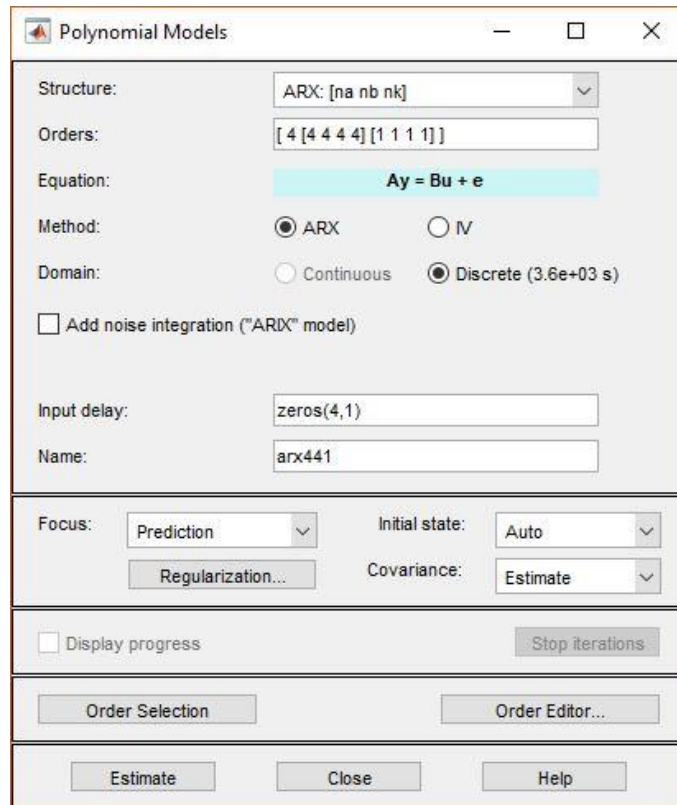 Polynomial Models
Structure: ARX: [na nb nk]
Orders: [ 4 [4 4 4 4] [1 1 1 1] ]
Equation: Ay = Bu + e
Method: ARX IV
Domain: Continuous Discrete (3.6e+03 s)
Add noise integration ("ARIX" model)
Input delay: zeros(4,1)
Name: arx441
Focus: Prediction Initial state: Auto
Regularization... Covariance: Estimate
Display progress Stop iterations
Order Selection Order Editor...
Estimate Close Help